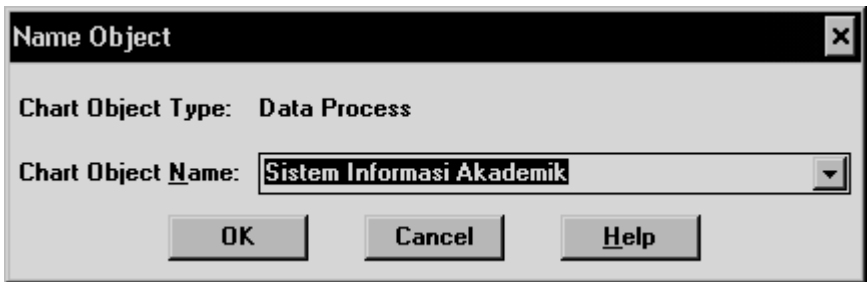 Name Object
Chart Object Type: Data Process
Chart Object Name: Sistem Informasi Akademik
OK Cancel Help